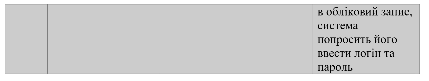 в обліковий запис,
система
попросить його
ввести логін та
пароль